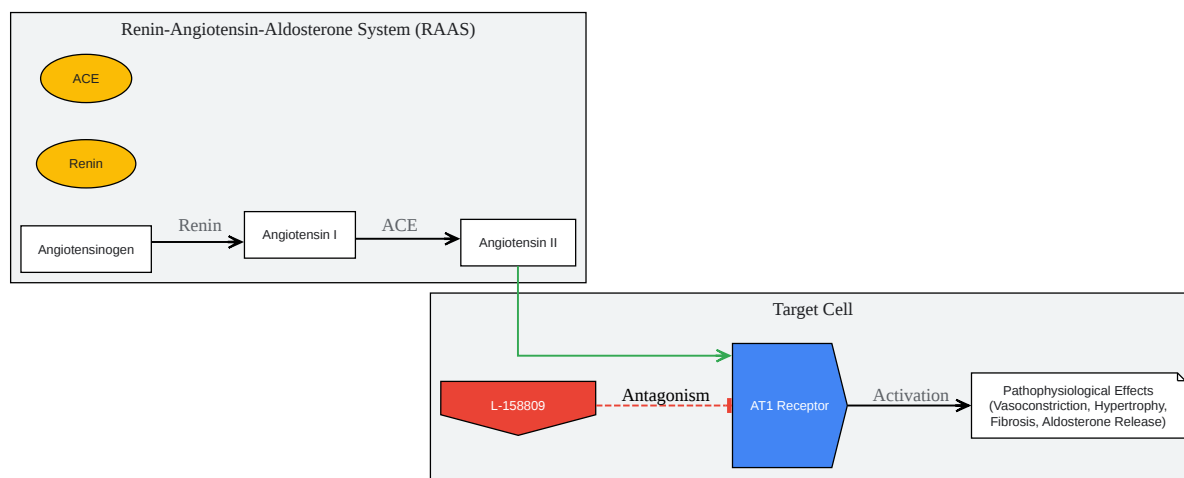 Renin-Angiotensin-Aldosterone System (RAAS)
ACE
Renin
Renin
ACE
Angiotensinogen
Angiotensin I
Angiotensin II
Target Cell
L-158809
Antagonism
AT1 Receptor
Activation
Pathophysiological Effects
(Vasoconstriction, Hypertrophy,
Fibrosis, Aldosterone Release)